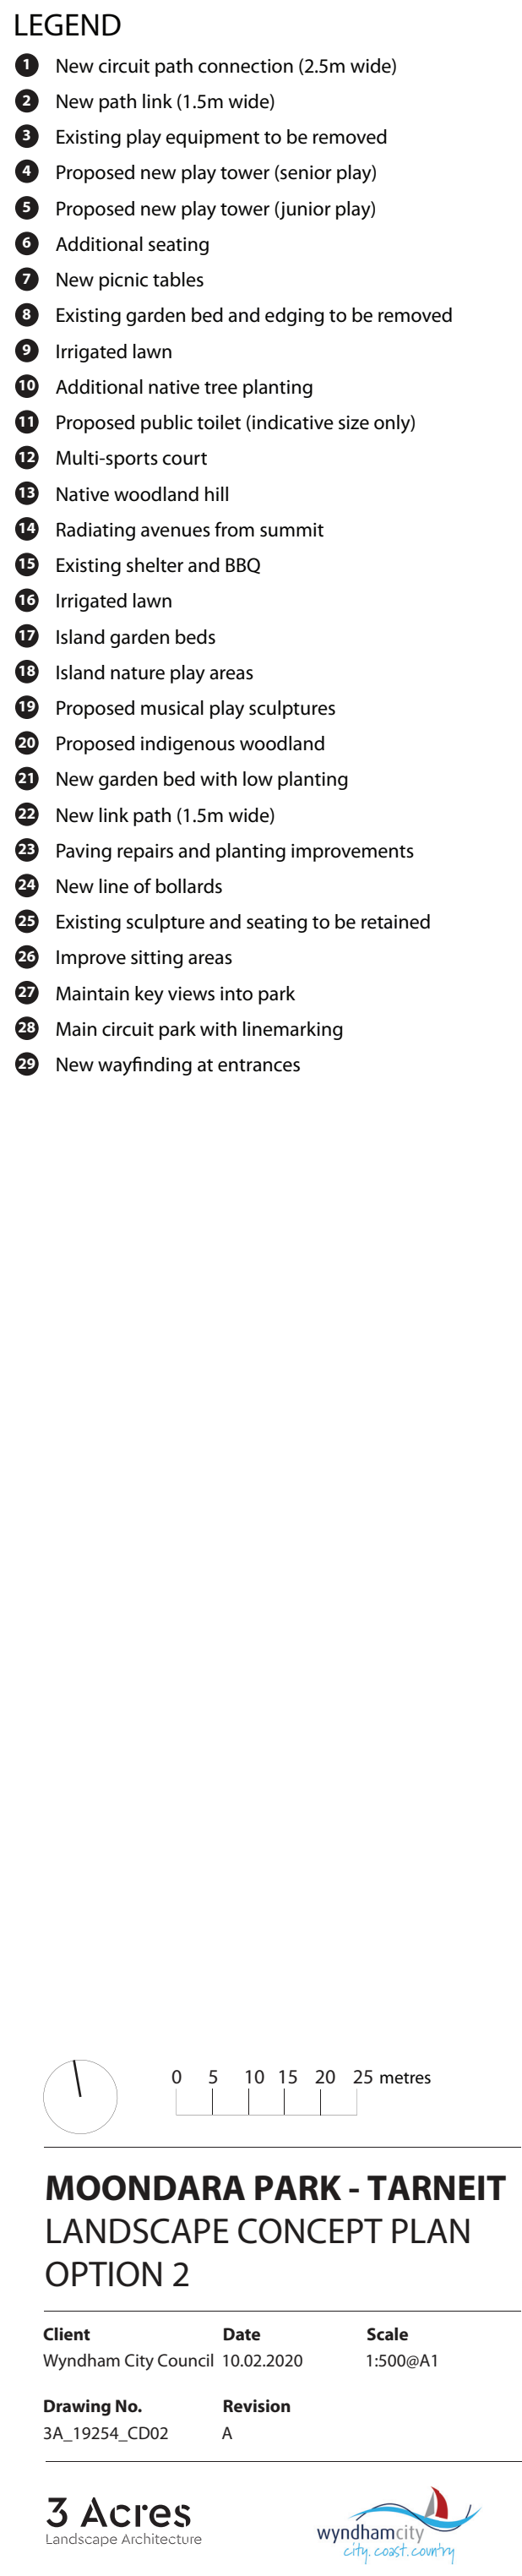 LEGEND
1 New circuit path connection (2.5m wide)
2 New path link (1.5m wide)
3 Existing play equipment to be removed
4 Proposed new play tower (senior play)
5 Proposed new play tower (junior play)
6 Additional seating
7 New picnic tables
8 Existing garden bed and edging to be removed
9 Irrigated lawn
10 Additional native tree planting
11 Proposed public toilet (indicative size only)
12 Multi-sports court
13 Native woodland hill
14 Radiating avenues from summit
15 Existing shelter and BBQ
16 Irrigated lawn
17 Island garden beds
18 Island nature play areas
19 Proposed musical play sculptures
20 Proposed indigenous woodland
21 New garden bed with low planting
22 New link path (1.5m wide)
23 Paving repairs and planting improvements
24 New line of bollards
25 Existing sculpture and seating to be retained
26 Improve sitting areas
27 Maintain key views into park
28 Main circuit park with linemarking
29 New wayfinding at entrances
0 5 10 15 20 25 metres
MOONDARA PARK - TARNEIT
LANDSCAPE CONCEPT PLAN
OPTION 2
Client Date Scale
Wyndham City Council 10.02.2020 1:500@A1
Drawing No. Revision
3A_19254_CD02 A
3 Acres
Landscape Architecture
wyndhamcity
city. coast. country